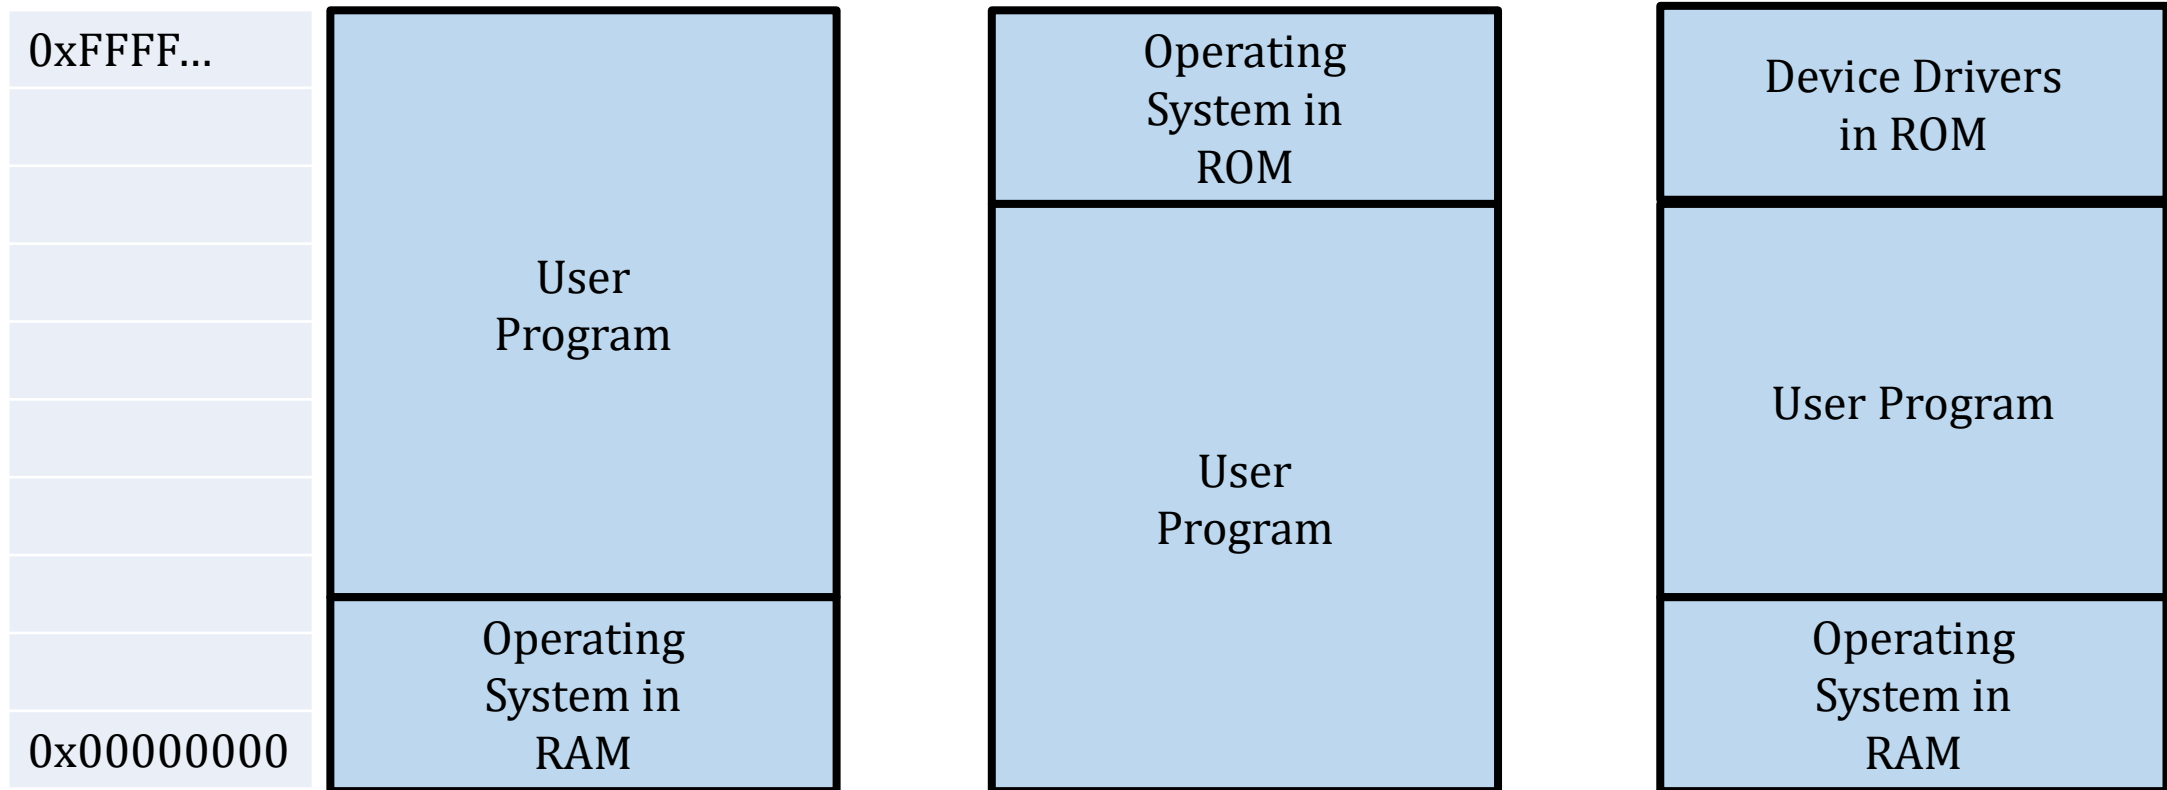 0xFFFF...
0x00000000
User
Program
Operating
System in
RAM
Operating
System in
ROM
User
Program
Device Drivers
in ROM
User Program
Operating
System in
RAM